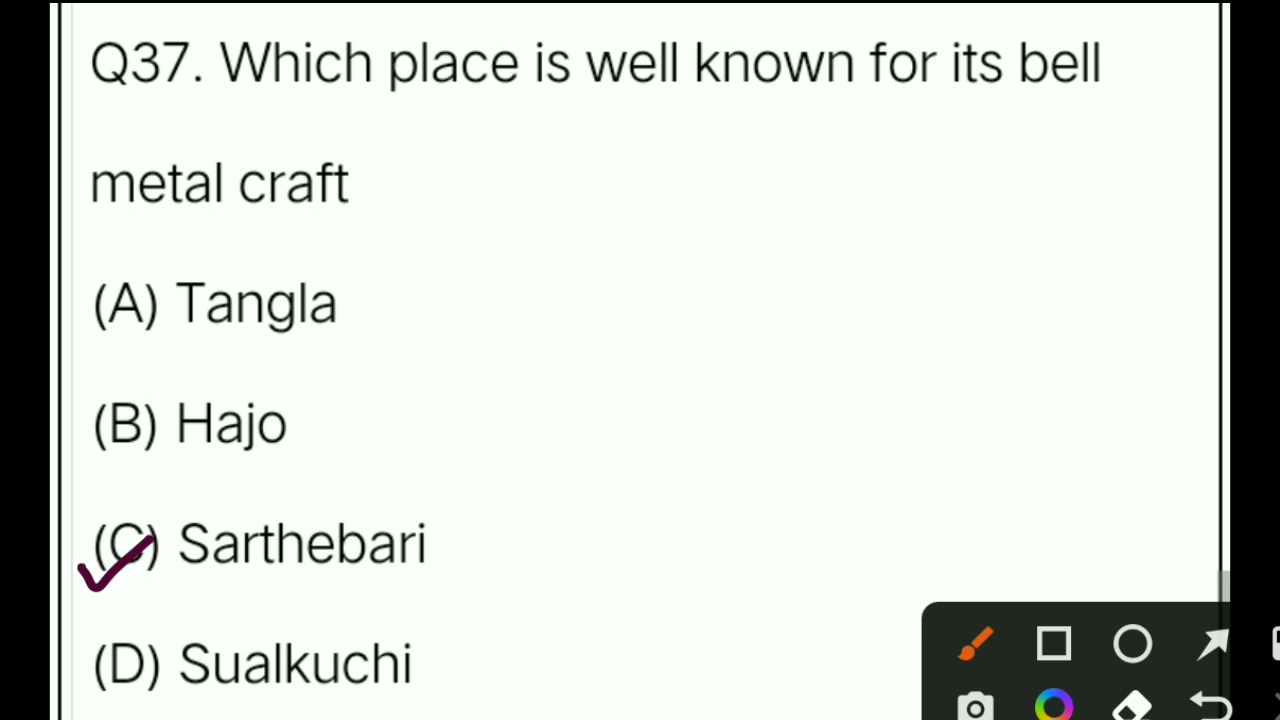 Q37. Which place is well known for its bell
metal craft
(A) Tangla
(B) Hajo
(C) Sarthebari
(D) Sualkuchi